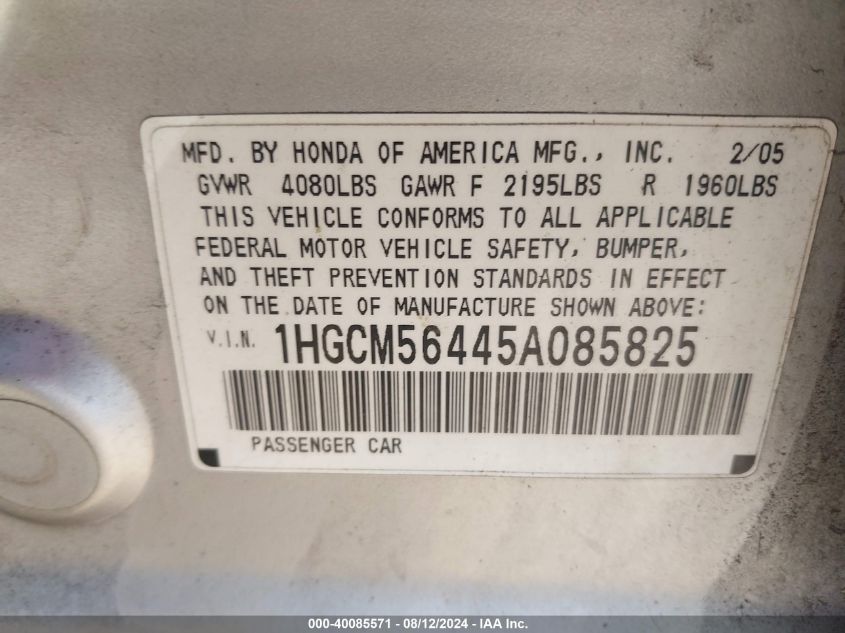 MFD. BY HONDA OF AMERICA MFG., INC. 2/05
GVWR 4080LBS GAWR F 2195LBS R 1960LBS
THIS VEHICLE CONFORMS TO ALL APPLICABLE
FEDERAL MOTOR VEHICLE SAFETY, BUMPER,
AND THEFT PREVENTION STANDARDS IN EFFECT
ON THE DATE OF MANUFACTURE SHOWN ABOVE:
V.I.N. 1HGCM56445A085825
PASSENGER CAR
000-40085571 - 08/12/2024 - IAA Inc.